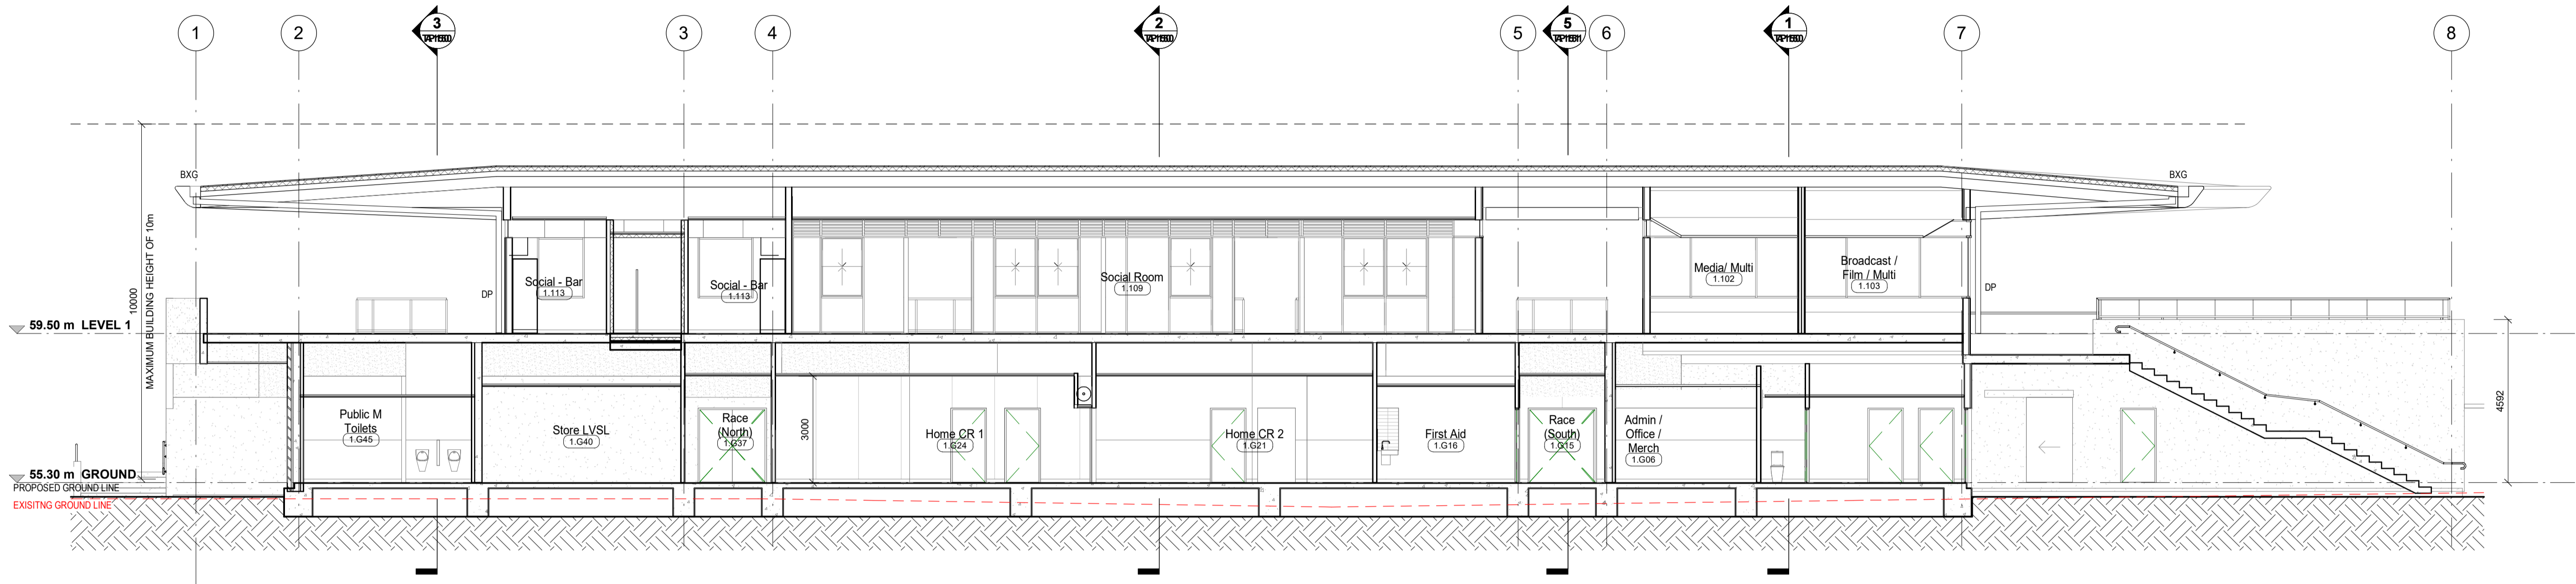 1
2
3
3
4
2
5
5
6
1
7
8
BXG
BXG
10000
MAXIMUM BUILDING HEIGHT OF 10m
DP
Social - Bar
1.113
Social - Bar
1.113
Social Room
1.109
Media/ Multi
1.102
Broadcast /
Film / Multi
1.103
DP
59.50 m LEVEL 1
4592
Public M
Toilets
1.G45
Store LVSL
1.G40
Race
(North)
1.G37
3000
Home CR 1
1.G24
Home CR 2
1.G21
First Aid
1.G16
Race
(South)
1.G15
Admin /
Office /
Merch
1.G06
55.30 m GROUND
PROPOSED GROUND LINE
EXISITNG GROUND LINE